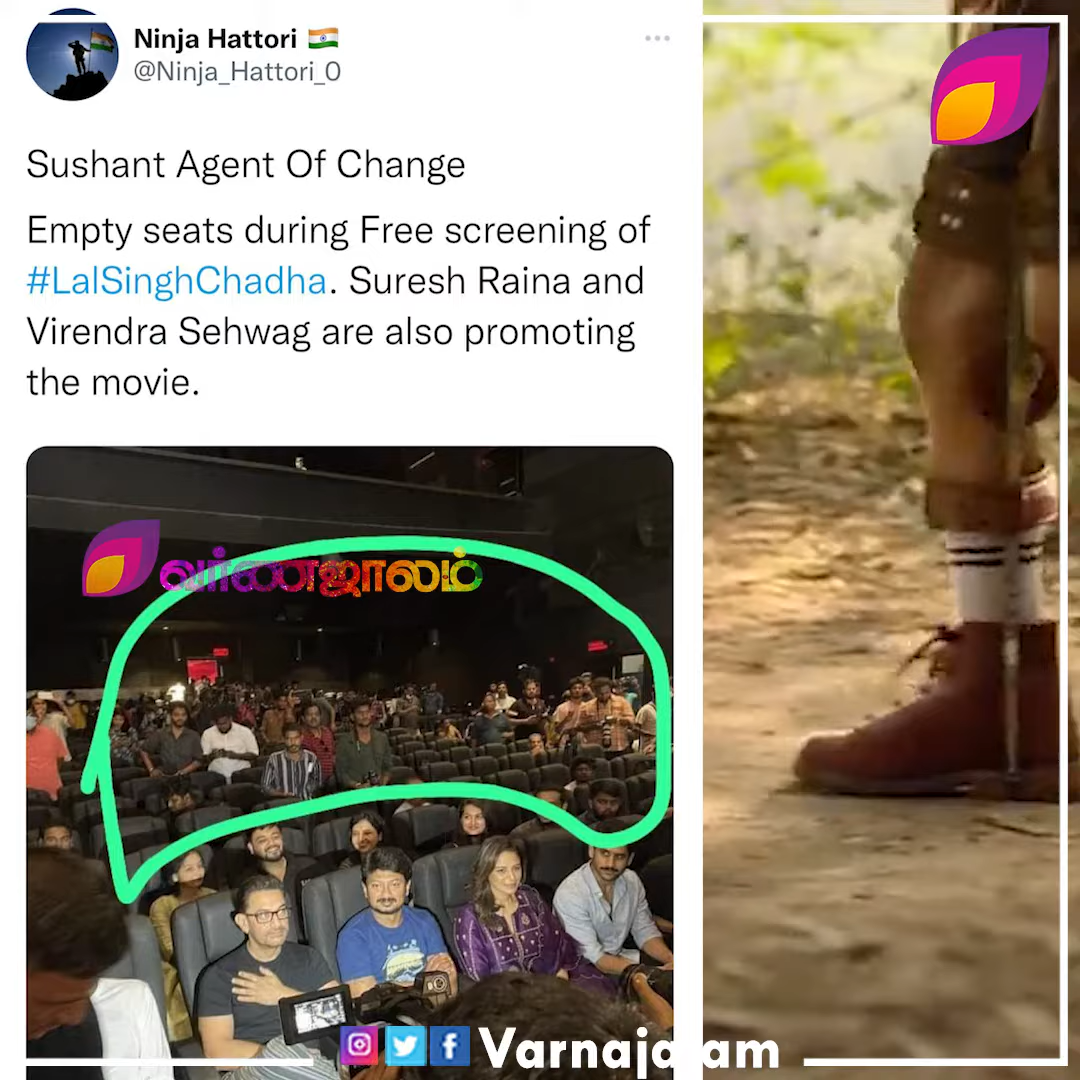 Ninja Hattori 🇮🇳
@Ninja_Hattori_0
Sushant Agent Of Change
Empty seats during Free screening of
#LalSinghChadha. Suresh Raina and
Virendra Sehwag are also promoting
the movie.
வர்ணஜாலம்
Varnajalam